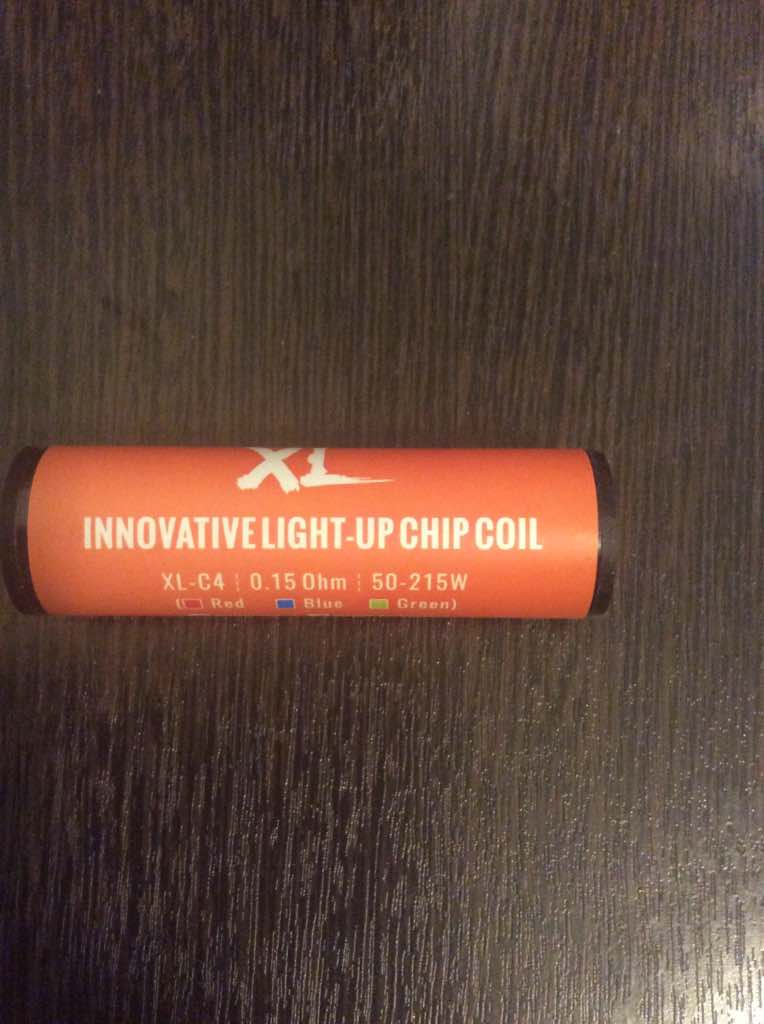 XL
INNOVATIVE LIGHT-UP CHIP COIL
XL-C4 | 0.15 Ohm | 50-215W
(Red Blue Green)